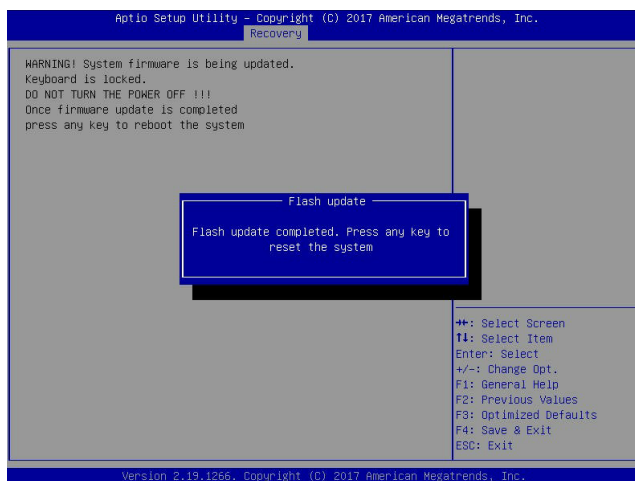 Aptio Setup Utility – Copyright (C) 2017 American Megatrends, Inc.
Recovery
WARNING! System firmware is being updated.
Keyboard is locked.
DO NOT TURN THE POWER OFF !!!
Once firmware update is completed
press any key to reboot the system
Flash update
Flash update completed. Press any key to
reset the system
→←: Select Screen
↑↓: Select Item
Enter: Select
+/-: Change Opt.
F1: General Help
F2: Previous Values
F3: Optimized Defaults
F4: Save & Exit
ESC: Exit
Version 2.19.1266. Copyright (C) 2017 American Megatrends, Inc.